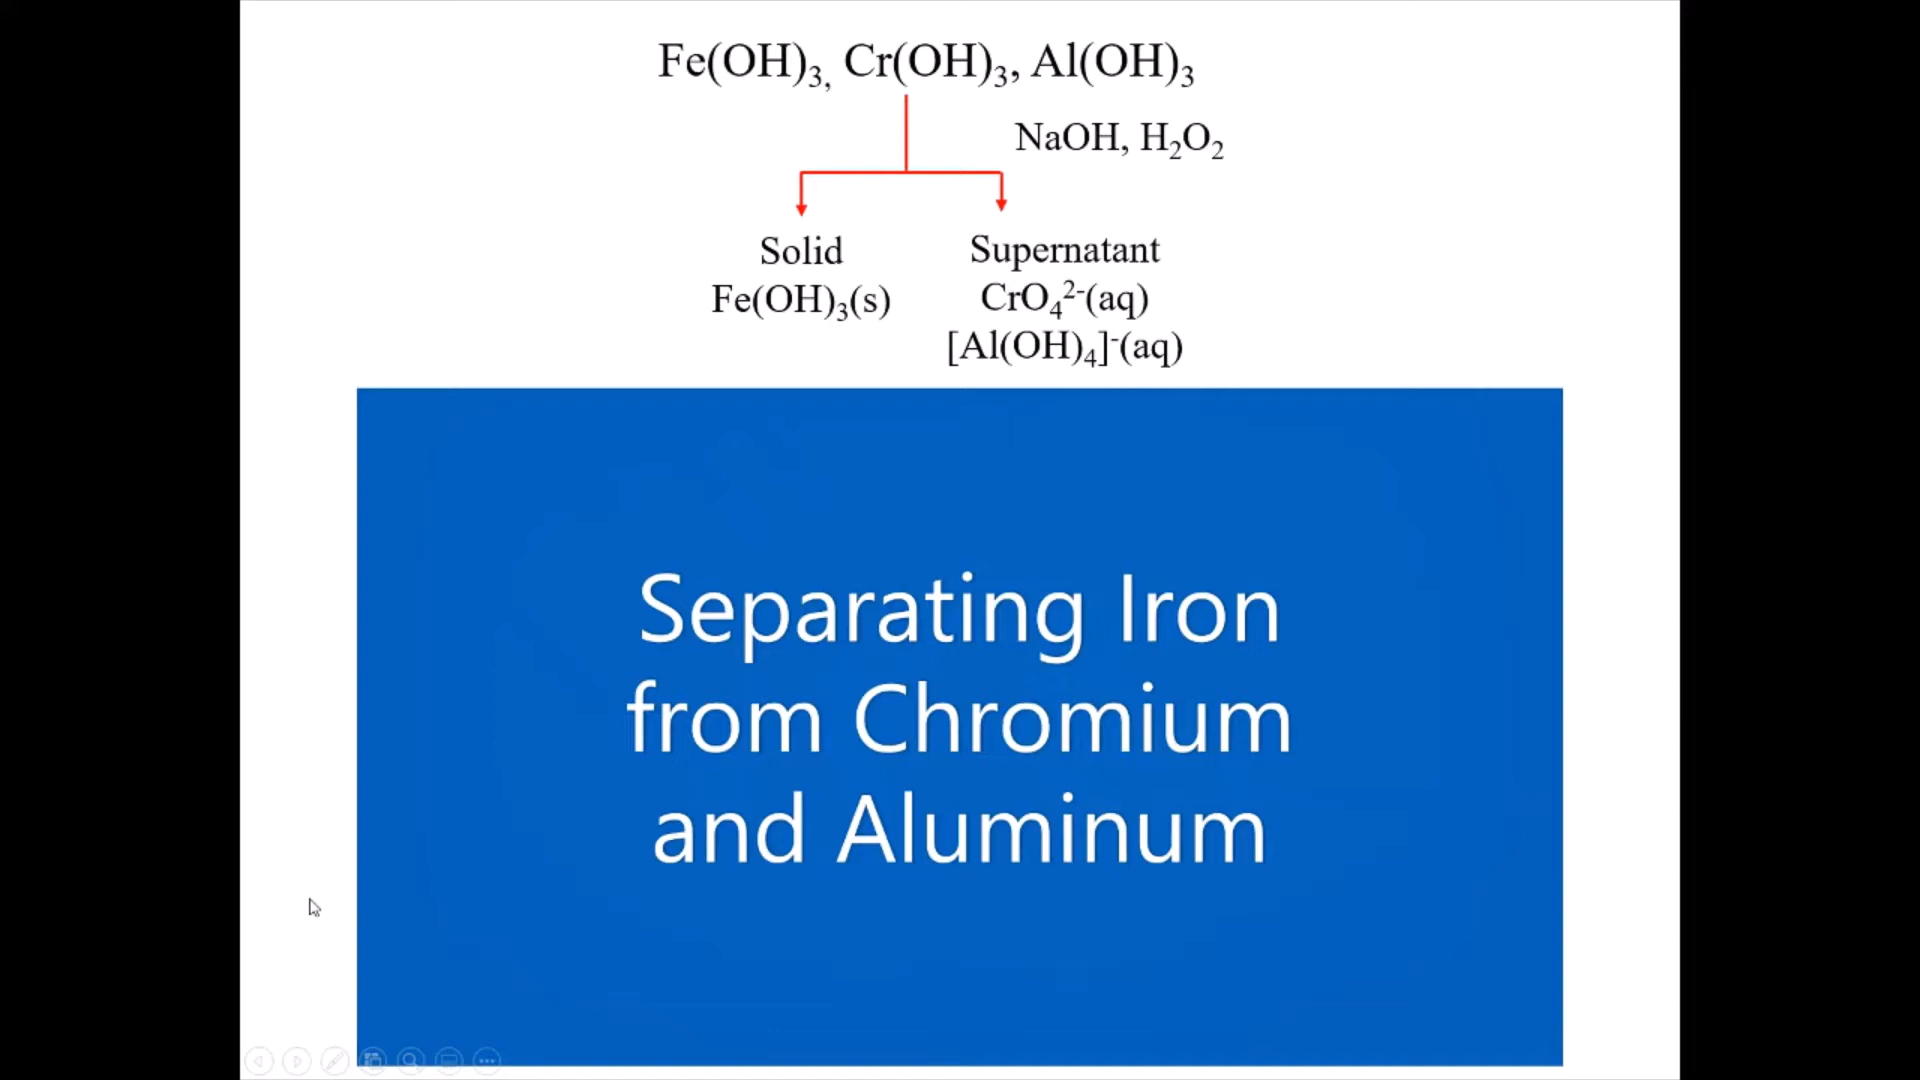 Fe(OH)₃, Cr(OH)₃, Al(OH)₃
NaOH, H₂O₂
Solid
Fe(OH)₃(s)
Supernatant
CrO₄²⁻(aq)
[Al(OH)₄]⁻(aq)
Separating Iron
from Chromium
and Aluminum